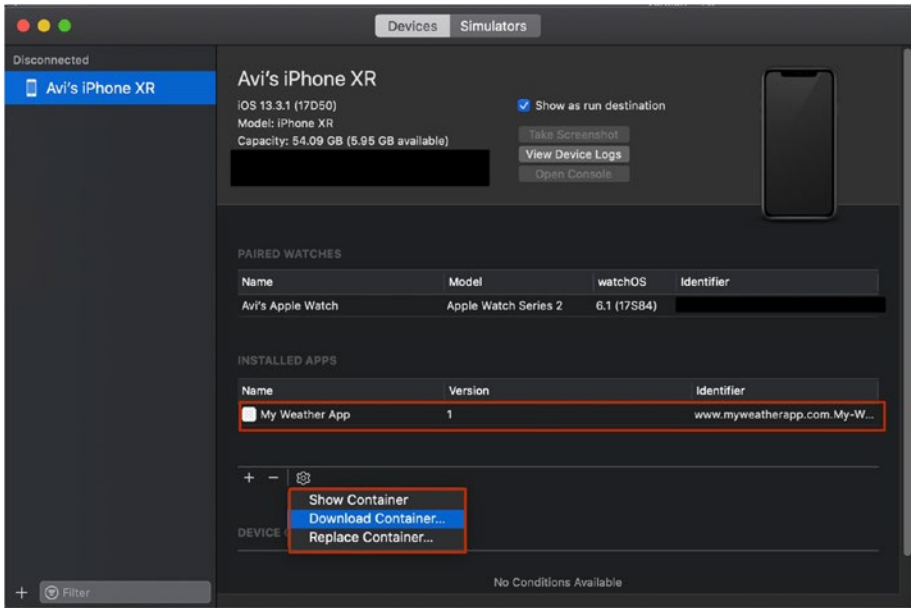 Devices Simulators
Disconnected
Avi's iPhone XR
Avi's iPhone XR
iOS 13.3.1 (17D50)
Model: iPhone XR
Capacity: 54.09 GB (5.95 GB available)
Show as run destination
Take Screenshot
View Device Logs
Open Console
PAIRED WATCHES
Name Model watchOS Identifier
Avi's Apple Watch Apple Watch Series 2 6.1 (17S84)
INSTALLED APPS
Name Version Identifier
My Weather App 1 www.myweatherapp.com.My-W...
+ −
Show Container
Download Container...
Replace Container...
DEVICE
No Conditions Available
+ Filter